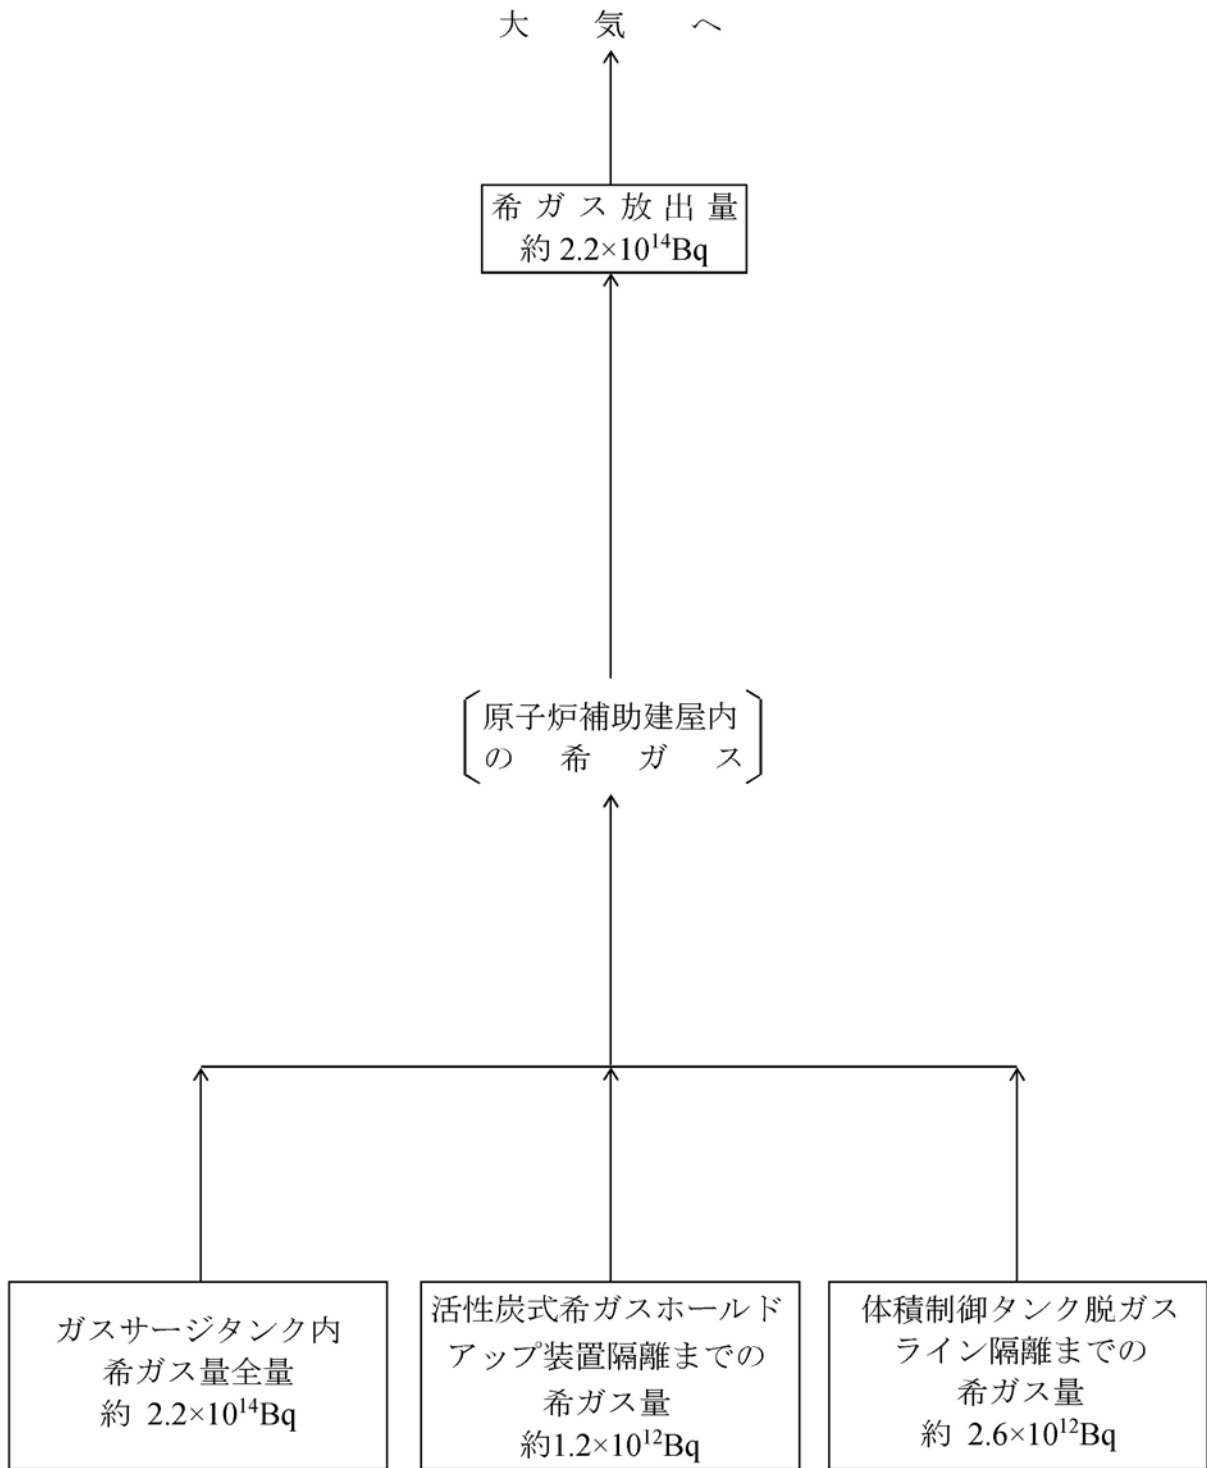 大気へ
希ガス放出量
約 2.2×10¹⁴Bq
原子炉補助建屋内
の希ガス
ガスサージタンク内
希ガス量全量
約 2.2×10¹⁴Bq
活性炭式希ガスホールド
アップ装置隔離までの
希ガス量
約1.2×10¹²Bq
体積制御タンク脱ガス
ライン隔離までの
希ガス量
約 2.6×10¹²Bq